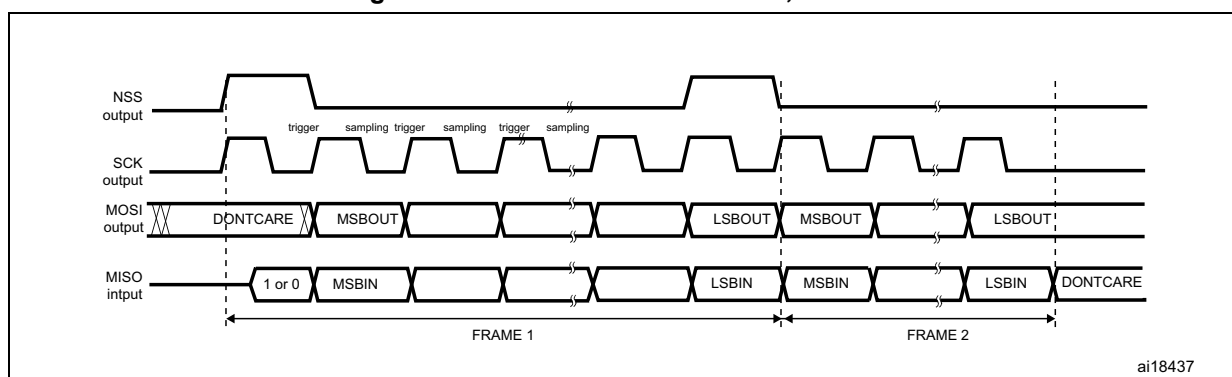 NSS
output
trigger sampling trigger sampling trigger sampling
SCK
output
MOSI
output
DONTCARE MSBOUT LSBOUT MSBOUT LSBOUT
MISO
intput
1 or 0 MSBIN LSBIN MSBIN LSBIN DONTCARE
FRAME 1 FRAME 2
ai18437